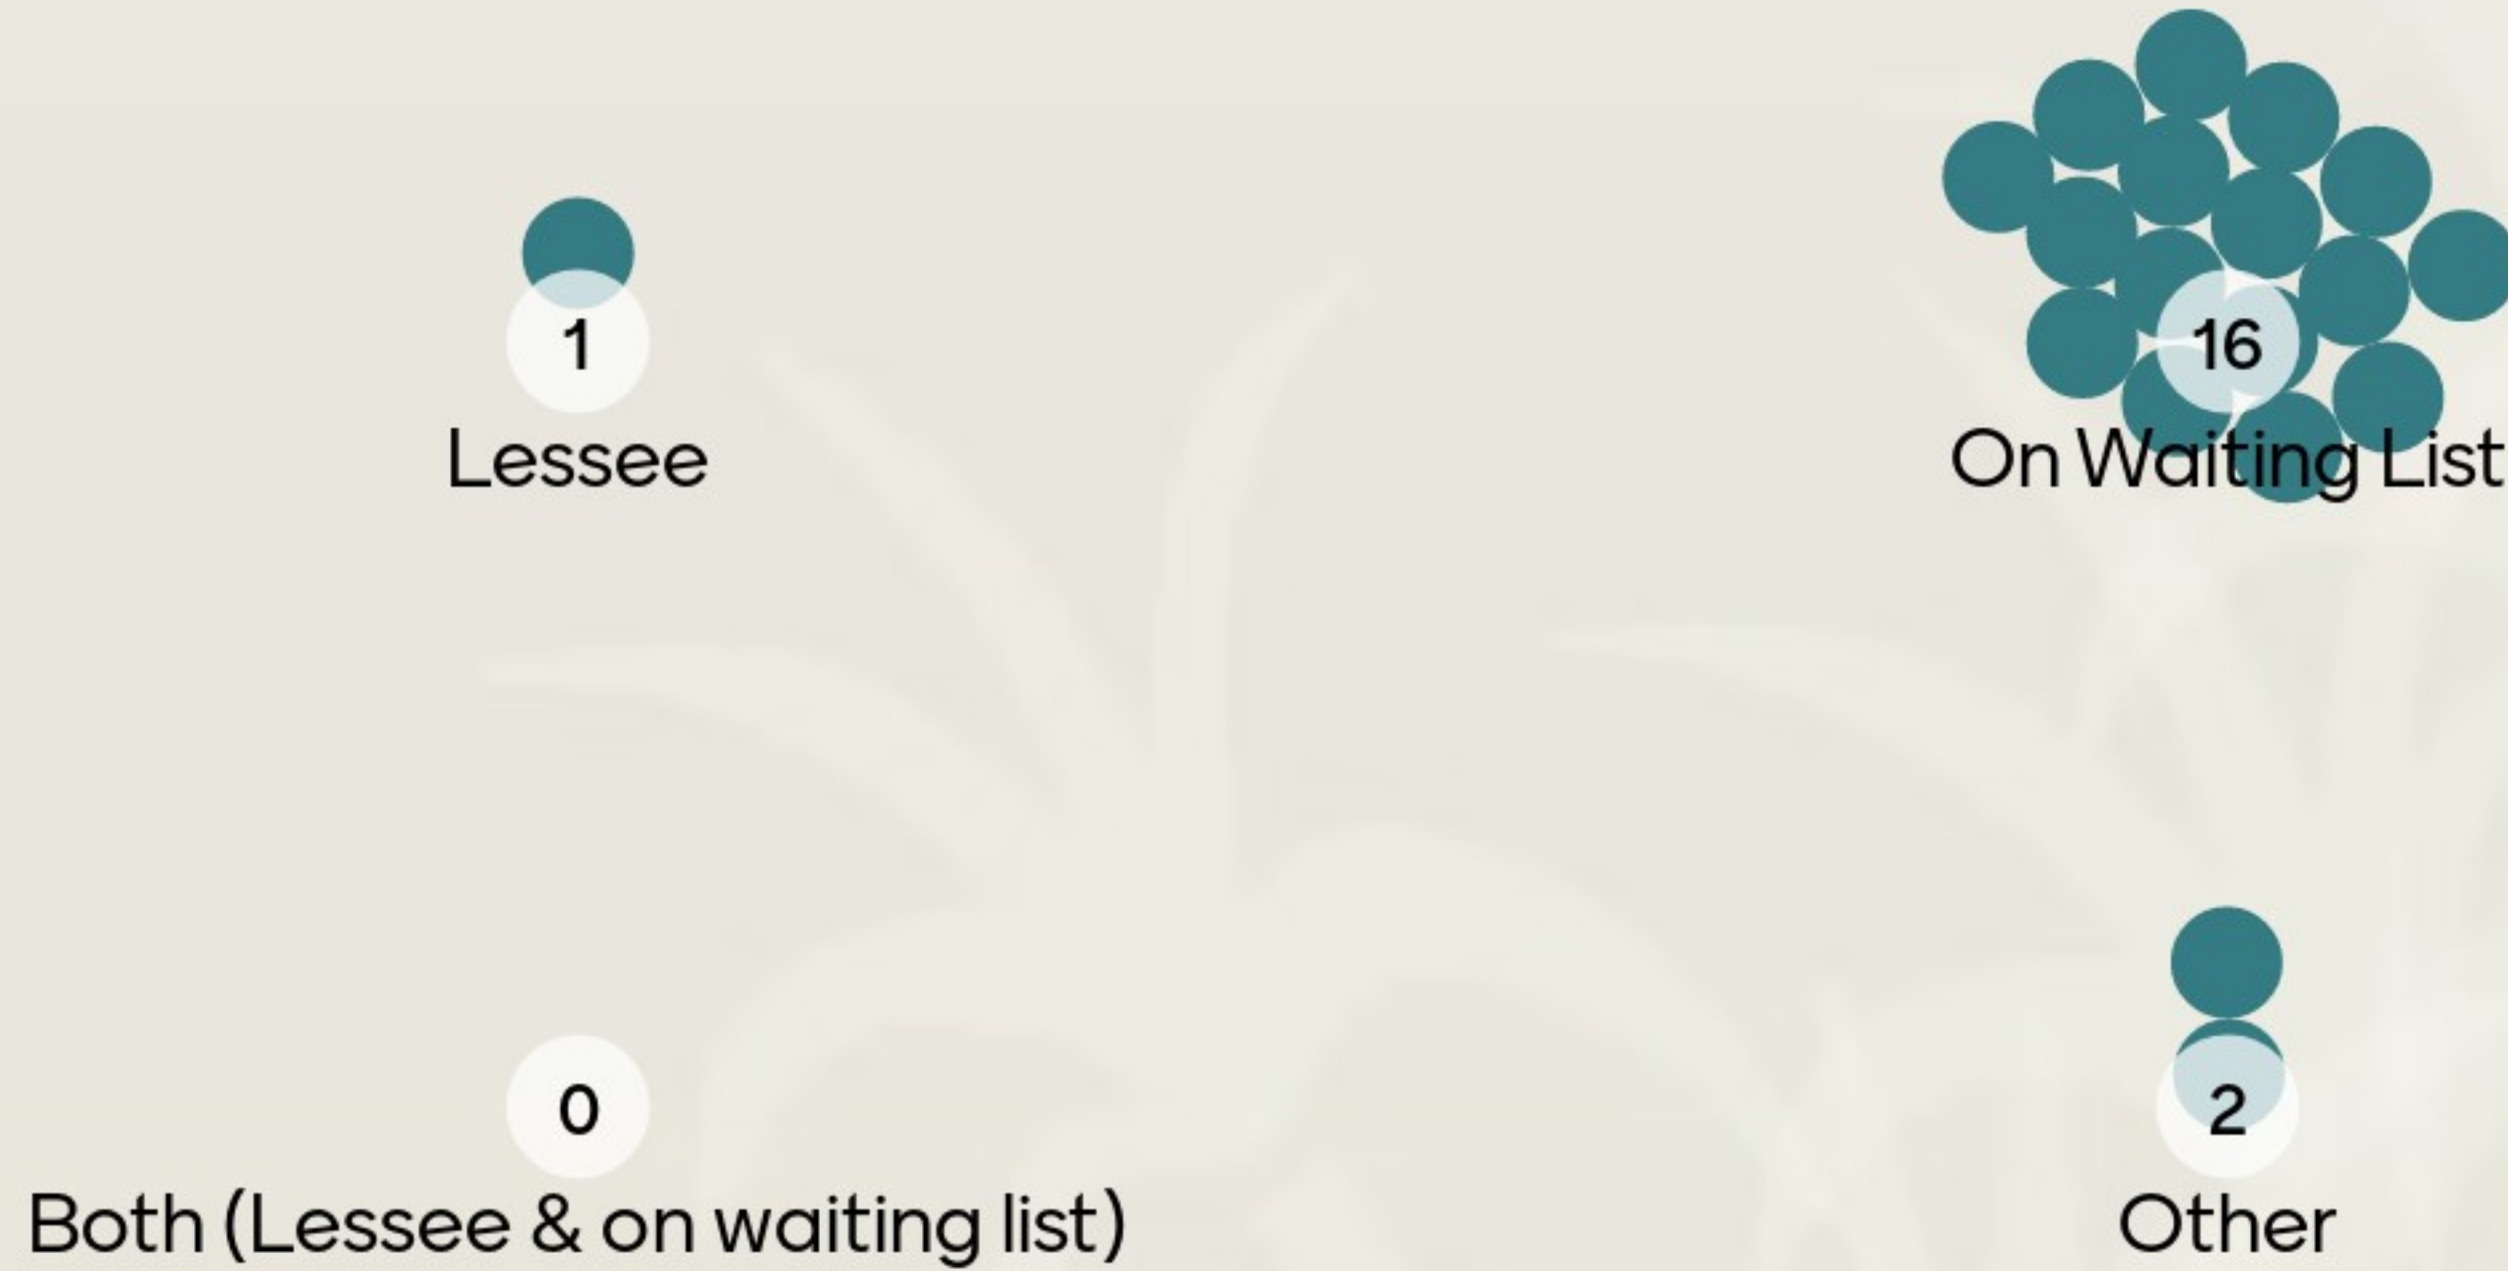 1
Lessee
16
On Waiting List
0
Both (Lessee & on waiting list)
2
Other